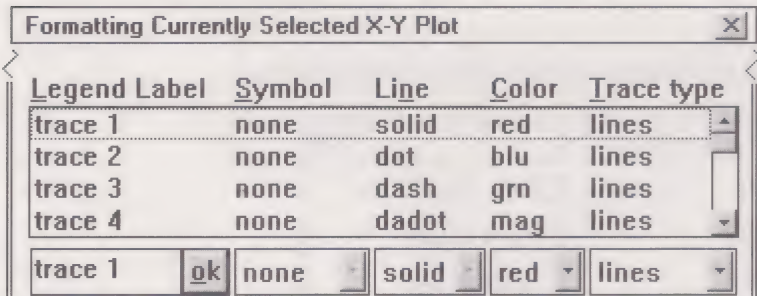 Formatting Currently Selected X-Y Plot
Legend Label Symbol Line Color Trace type
trace 1 none solid red lines
trace 2 none dot blu lines
trace 3 none dash grn lines
trace 4 none dadot mag lines
trace 1 ok none solid red lines